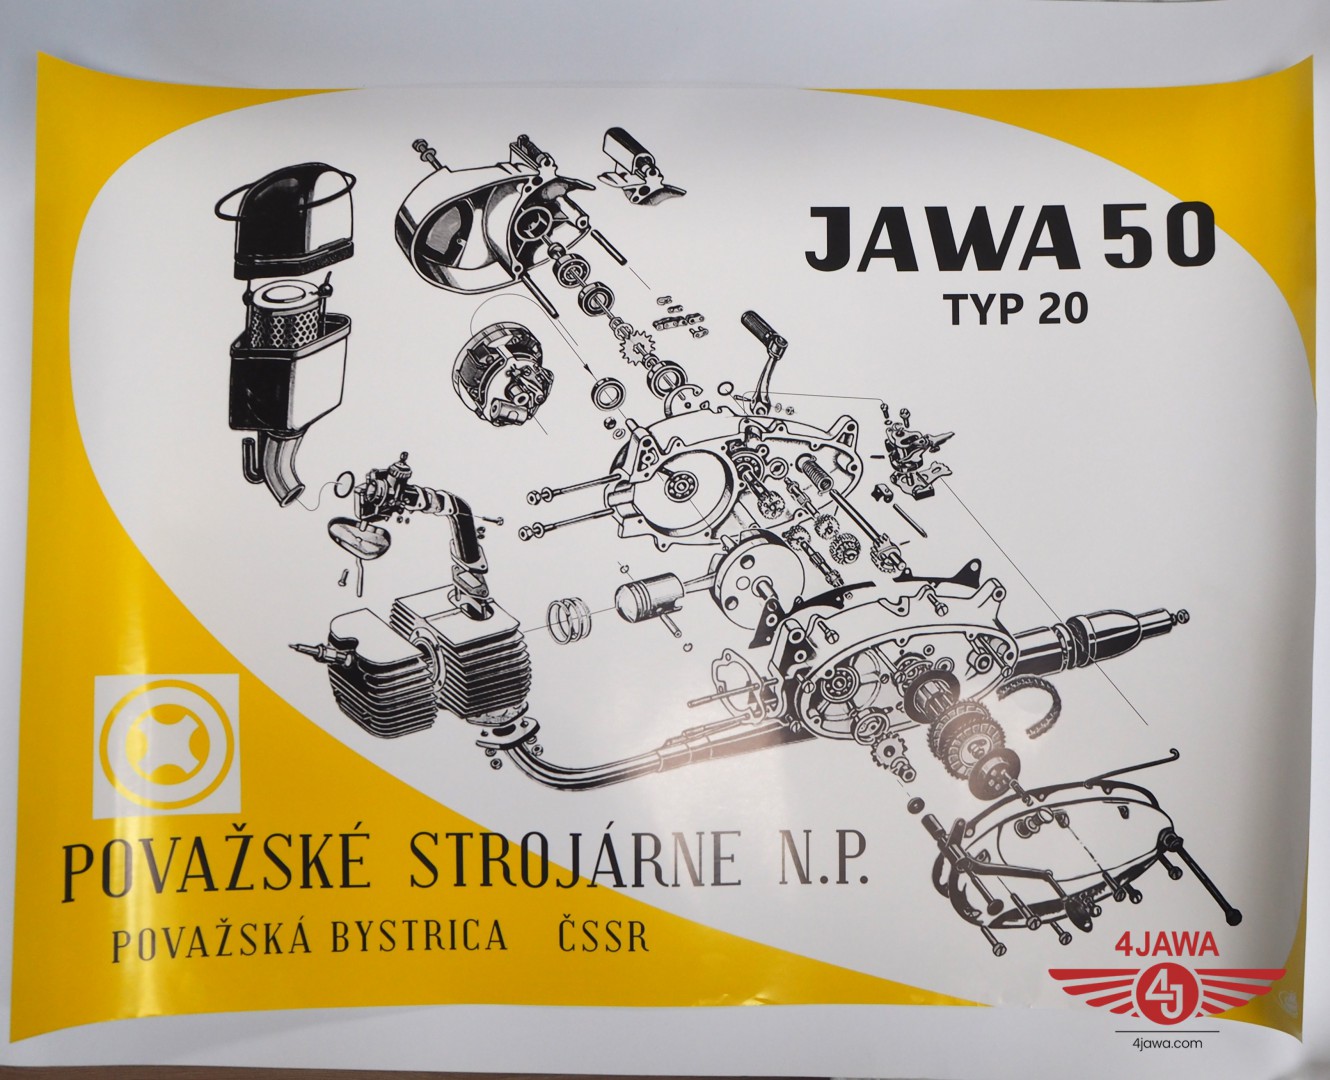 JAWA 50
TYP 20
POVAŽSKÉ STROJÁRNE N.P.
POVAŽSKÁ BYSTRICA ČSSR
4JAWA
4J
4jawa.com